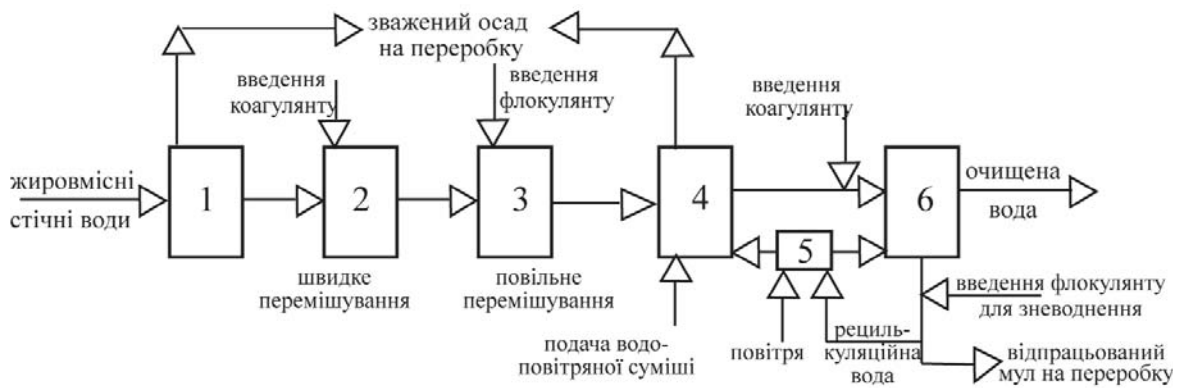 зважений осад
на переробку
введення
коагулянту
введення
флокулянту
введення
коагулянту
жировмісні
стічні води
1
2
3
4
5
6
очищена
вода
швидке
перемішування
повільне
перемішування
подача водо-
повітряної суміші
повітря
рециль-
куляційна
вода
введення флокулянту
для зневоднення
відпрацьований
мул на переробку